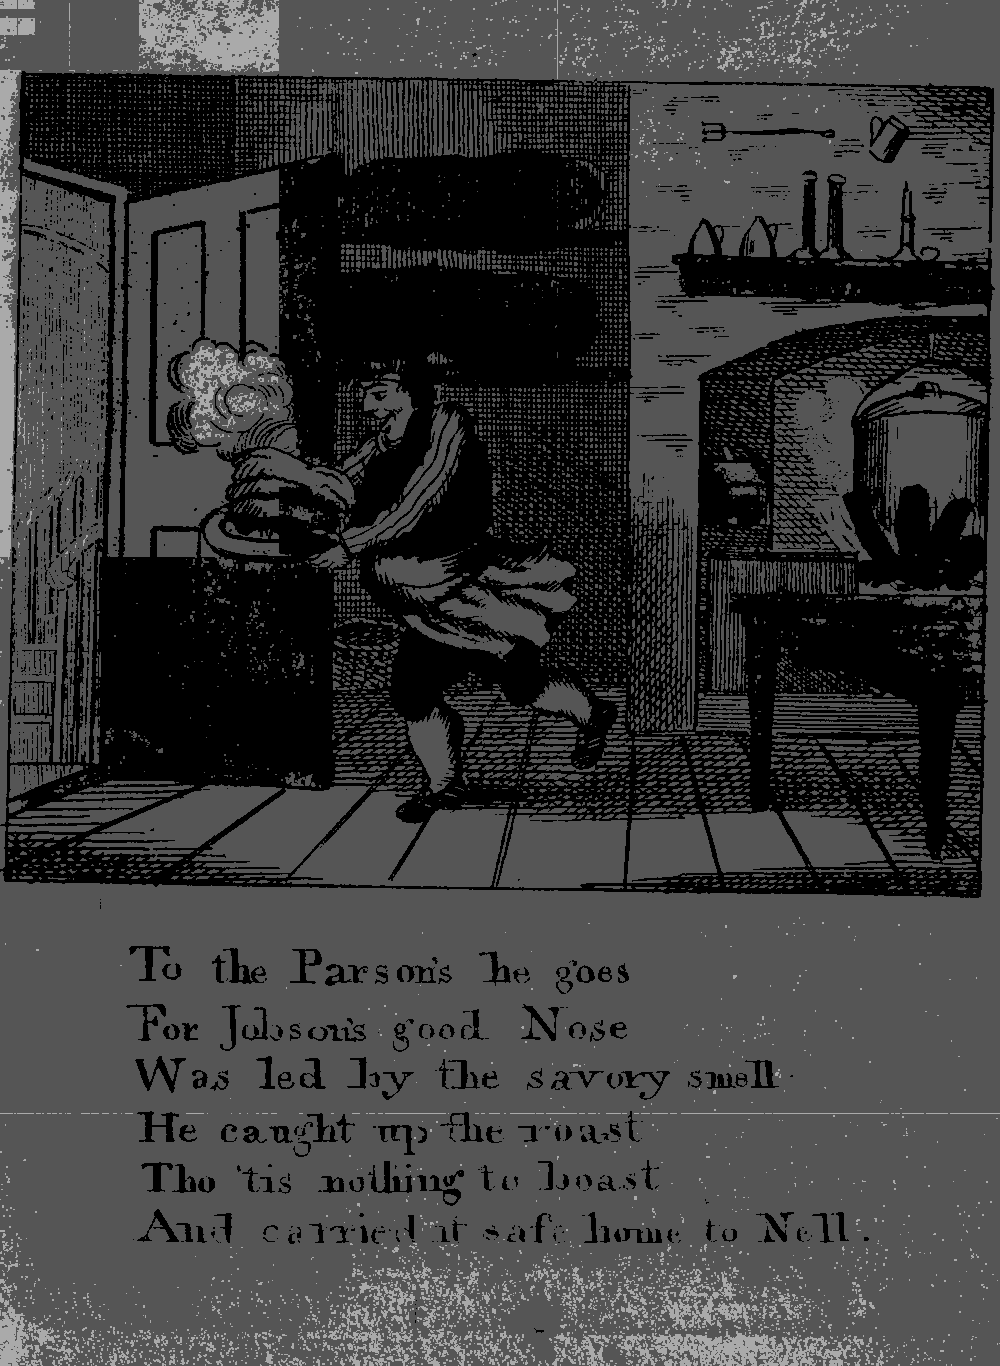 To the Parson's he goes
For Jobson's good Nose
Was led by the savory smell
He caught up the roast
Tho 'tis nothing to boast
And carried it safe home to Nell.